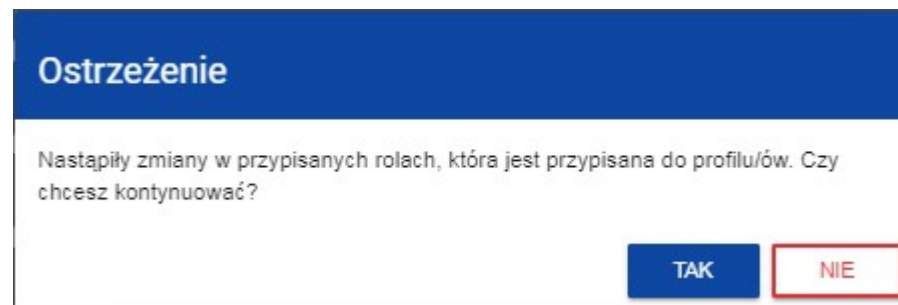 Ostrzeżenie
Nastąpiły zmiany w przypisanych rolach, która jest przypisana do profilu/ów. Czy
chcesz kontynuować?
TAK
NIE